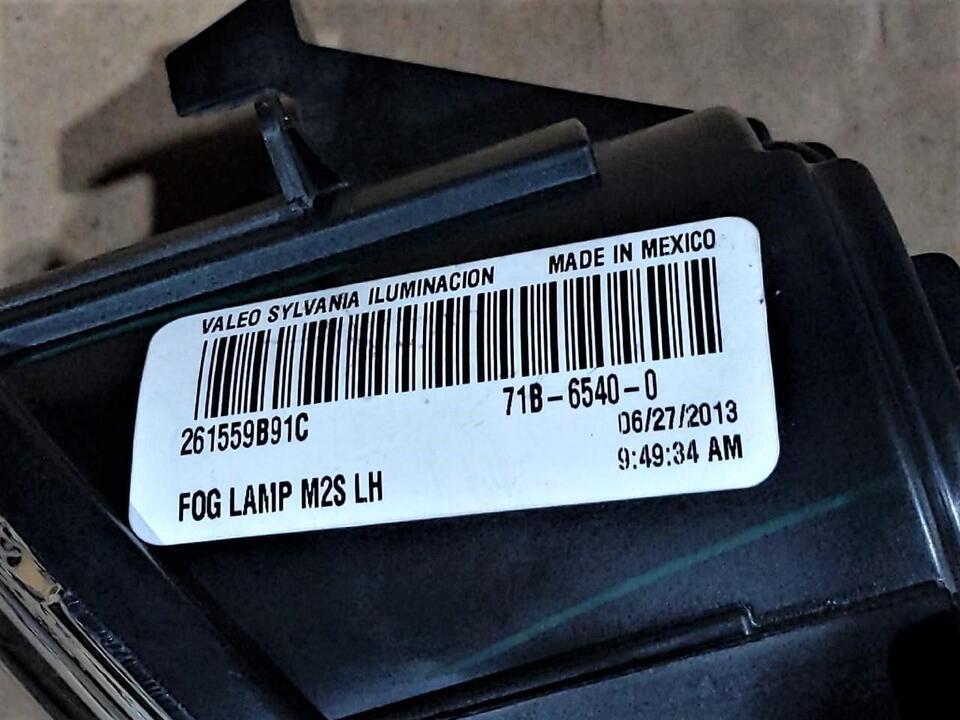 VALEO SYLVANIA ILUMINACION MADE IN MEXICO
261559B91C 71B-6540-0
06/27/2013
9:49:34 AM
FOG LAMP M2S LH